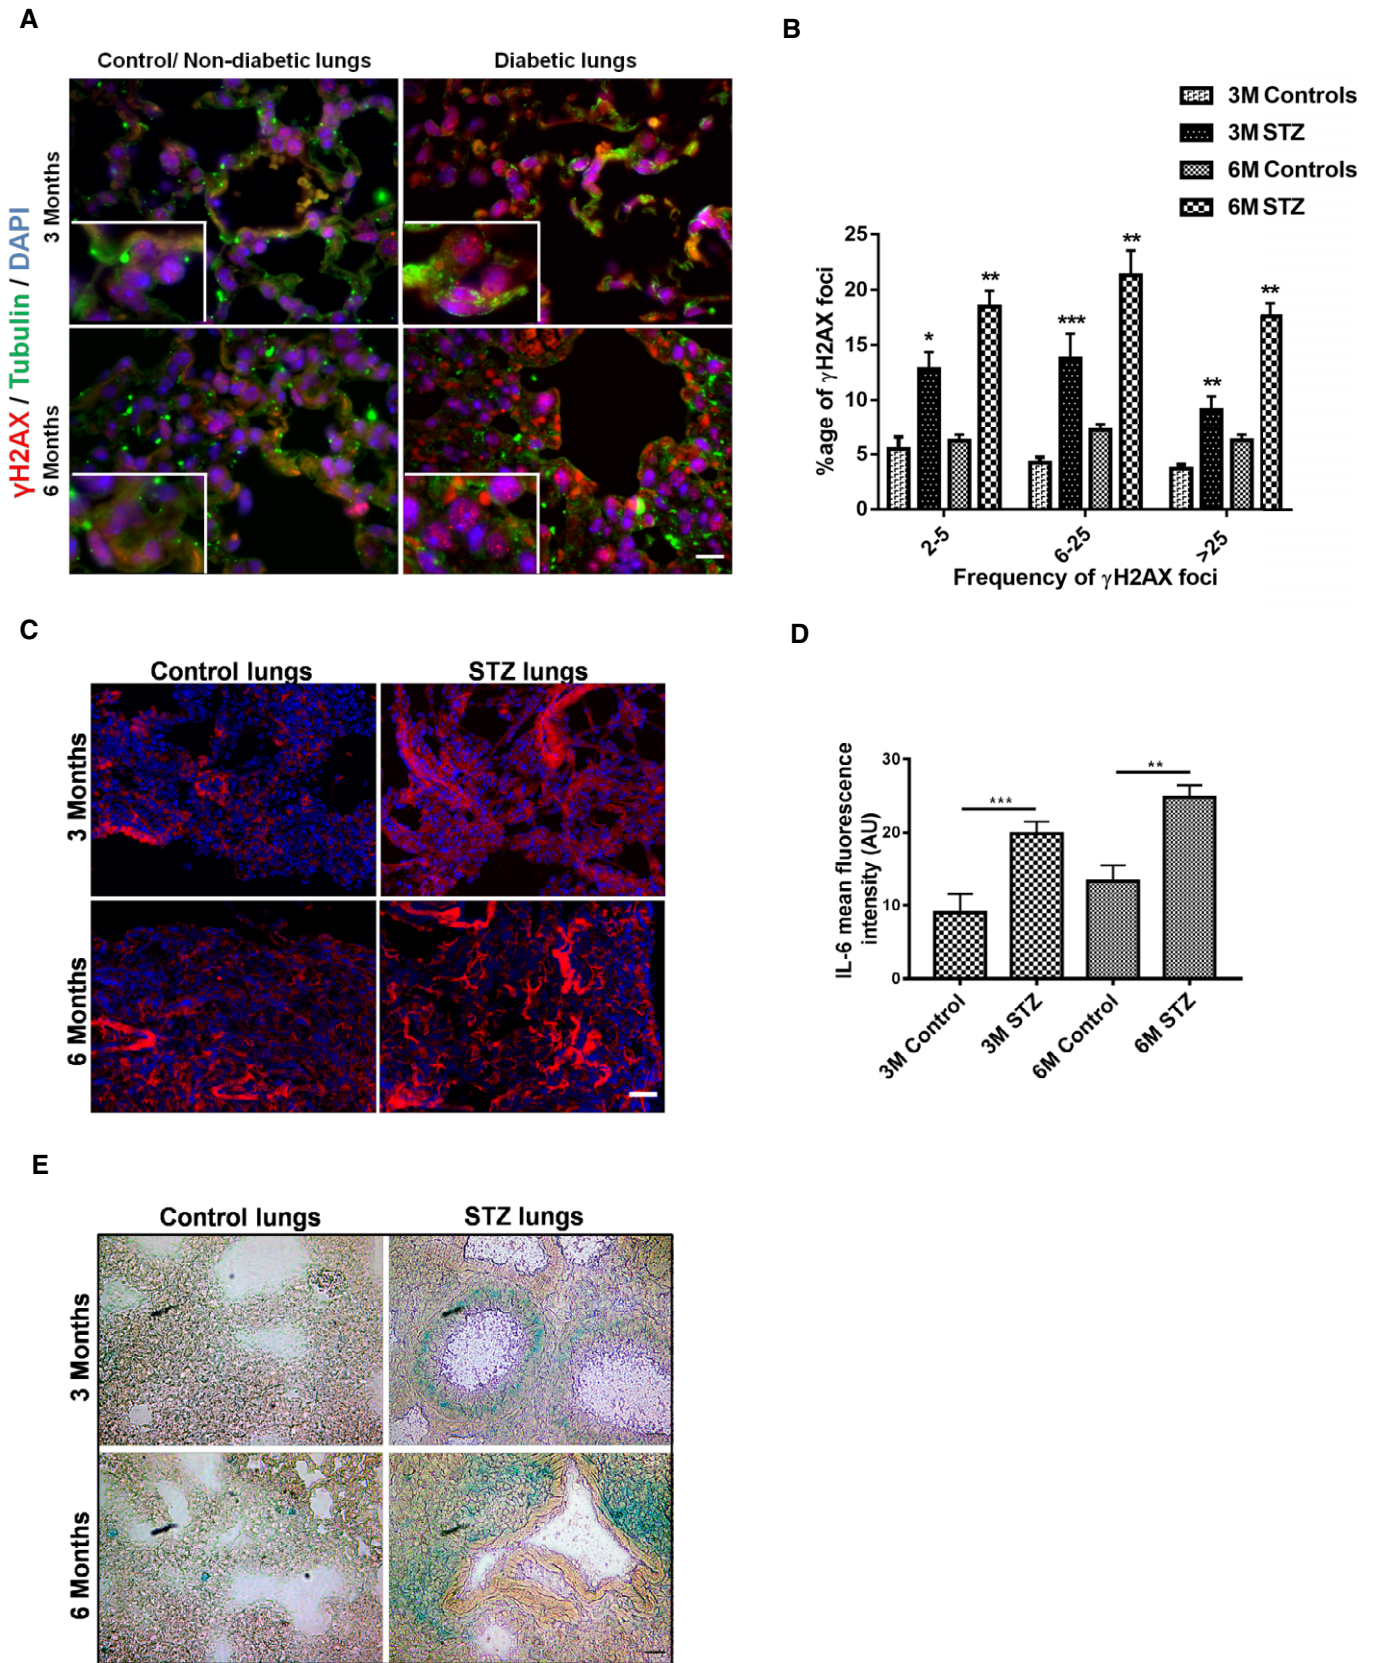 A
Control/ Non-diabetic lungs
Diabetic lungs
γH2AX / Tubulin / DAPI
3 Months
6 Months
B
3M Controls
3M STZ
6M Controls
6M STZ
%age of γH2AX foci
25
20
15
10
5
0
*
**
***
**
**
**
2-5
6-25
>25
Frequency of γH2AX foci
C
Control lungs
STZ lungs
3 Months
6 Months
D
IL-6 mean fluorescence
intensity (AU)
30
20
10
0
***
**
3M Control
3M STZ
6M Control
6M STZ
E
Control lungs
STZ lungs
3 Months
6 Months